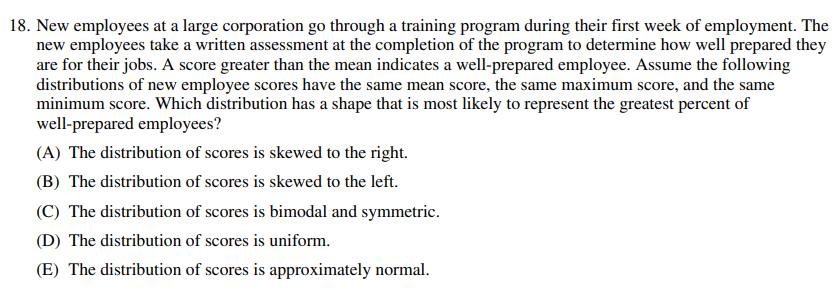 18. New employees at a large corporation go through a training program during their first week of employment. The
new employees take a written assessment at the completion of the program to determine how well prepared they
are for their jobs. A score greater than the mean indicates a well-prepared employee. Assume the following
distributions of new employee scores have the same mean score, the same maximum score, and the same
minimum score. Which distribution has a shape that is most likely to represent the greatest percent of
well-prepared employees?
(A) The distribution of scores is skewed to the right.
(B) The distribution of scores is skewed to the left.
(C) The distribution of scores is bimodal and symmetric.
(D) The distribution of scores is uniform.
(E) The distribution of scores is approximately normal.